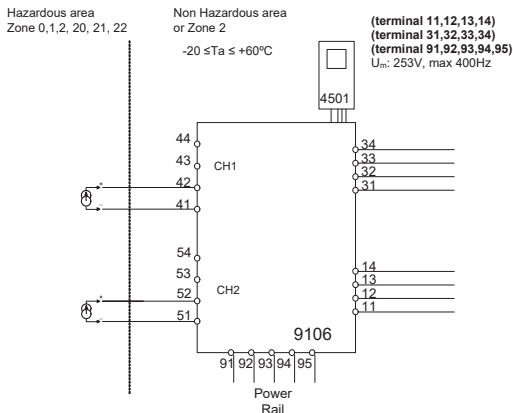 Hazardous area
Zone 0,1,2, 20, 21, 22
Non Hazardous area
or Zone 2
-20 ≤Ta ≤ +60ºC
(terminal 11,12,13,14)
(terminal 31,32,33,34)
(terminal 91,92,93,94,95)
Um: 253V, max 400Hz
4501
44
43
CH1
42
41
34
33
32
31
+
-
54
53
CH2
52
51
14
13
12
11
+
-
9106
91 92 93 94 95
Power
Rail